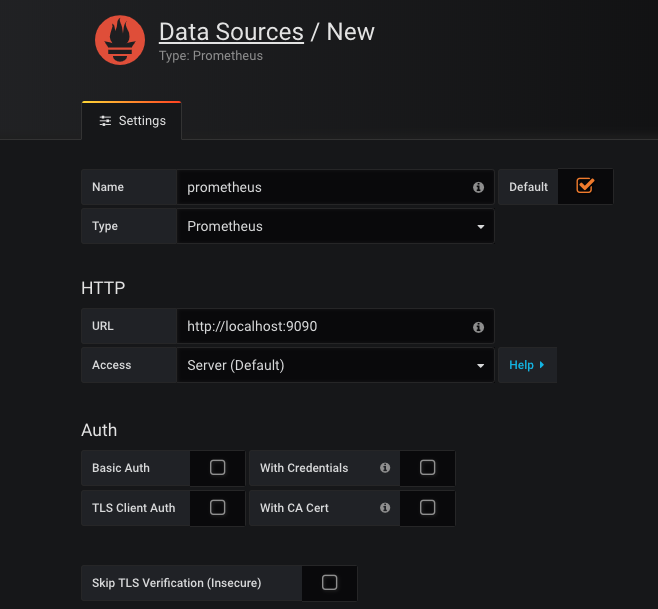 Data Sources / New
Type: Prometheus
Settings
Name prometheus Default
Type Prometheus
HTTP
URL http://localhost:9090
Access Server (Default) Help
Auth
Basic Auth With Credentials
TLS Client Auth With CA Cert
Skip TLS Verification (Insecure)